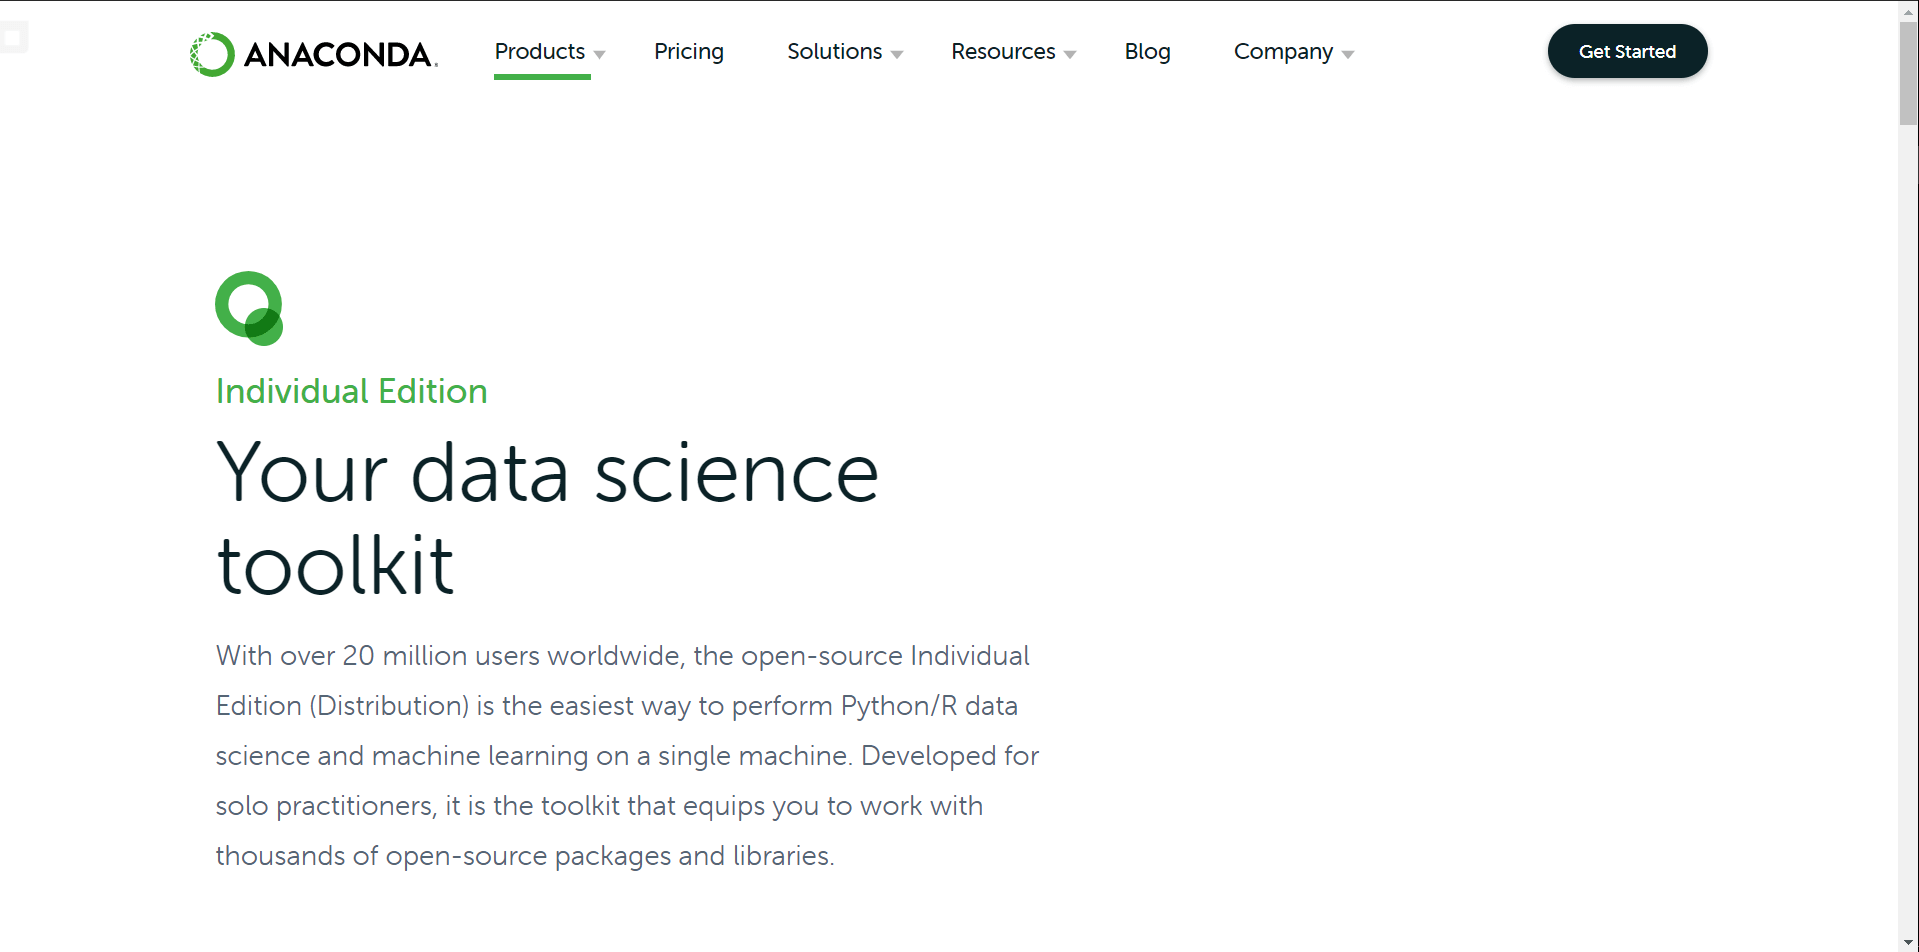 ANACONDA.
Products Pricing Solutions Resources Blog Company Get Started
Individual Edition
Your data science
toolkit
With over 20 million users worldwide, the open-source Individual
Edition (Distribution) is the easiest way to perform Python/R data
science and machine learning on a single machine. Developed for
solo practitioners, it is the toolkit that equips you to work with
thousands of open-source packages and libraries.